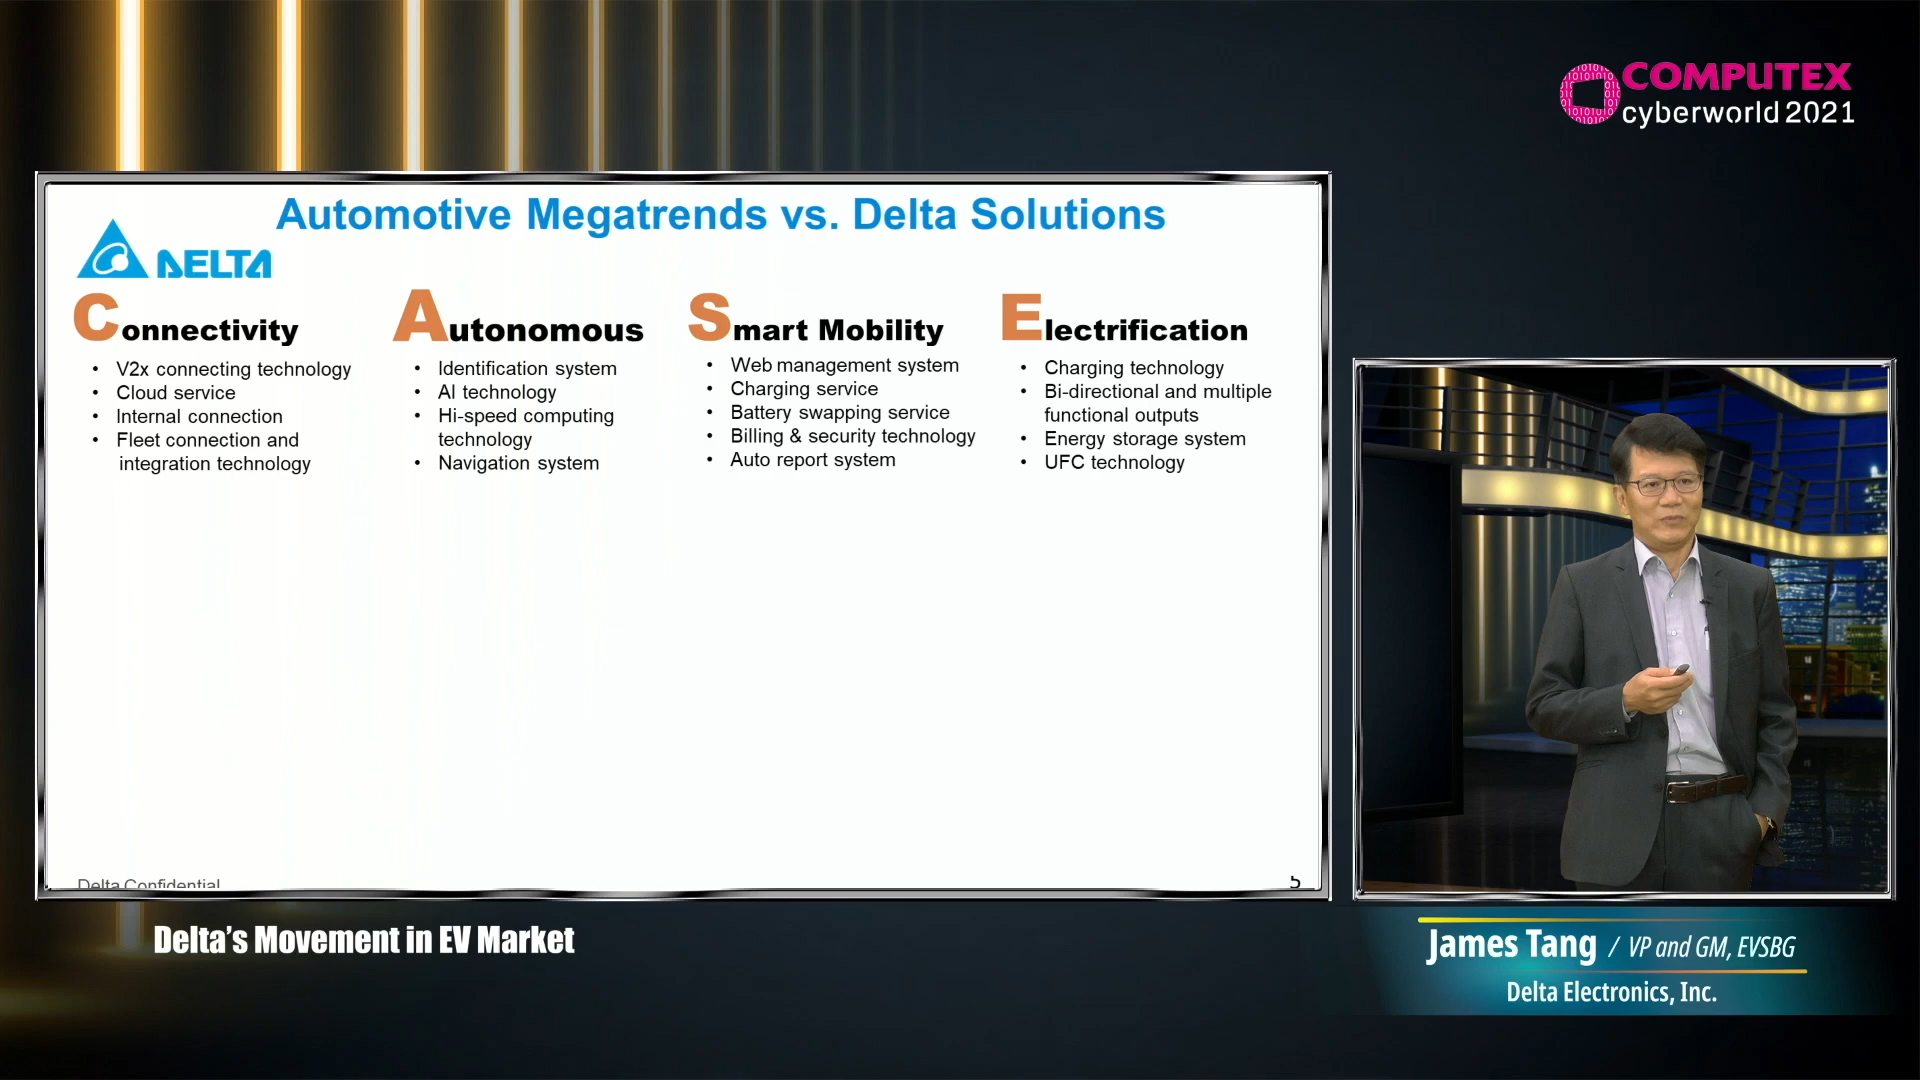 COMPUTEX
cyberworld 2021
Automotive Megatrends vs. Delta Solutions
DELTA
Connectivity
• V2x connecting technology
• Cloud service
• Internal connection
• Fleet connection and
integration technology
Autonomous
• Identification system
• AI technology
• Hi-speed computing
technology
• Navigation system
Smart Mobility
• Web management system
• Charging service
• Battery swapping service
• Billing & security technology
• Auto report system
Electrification
• Charging technology
• Bi-directional and multiple
functional outputs
• Energy storage system
• UFC technology
Delta Confidential
5
Delta's Movement in EV Market
James Tang / VP and GM, EVSBG
Delta Electronics, Inc.